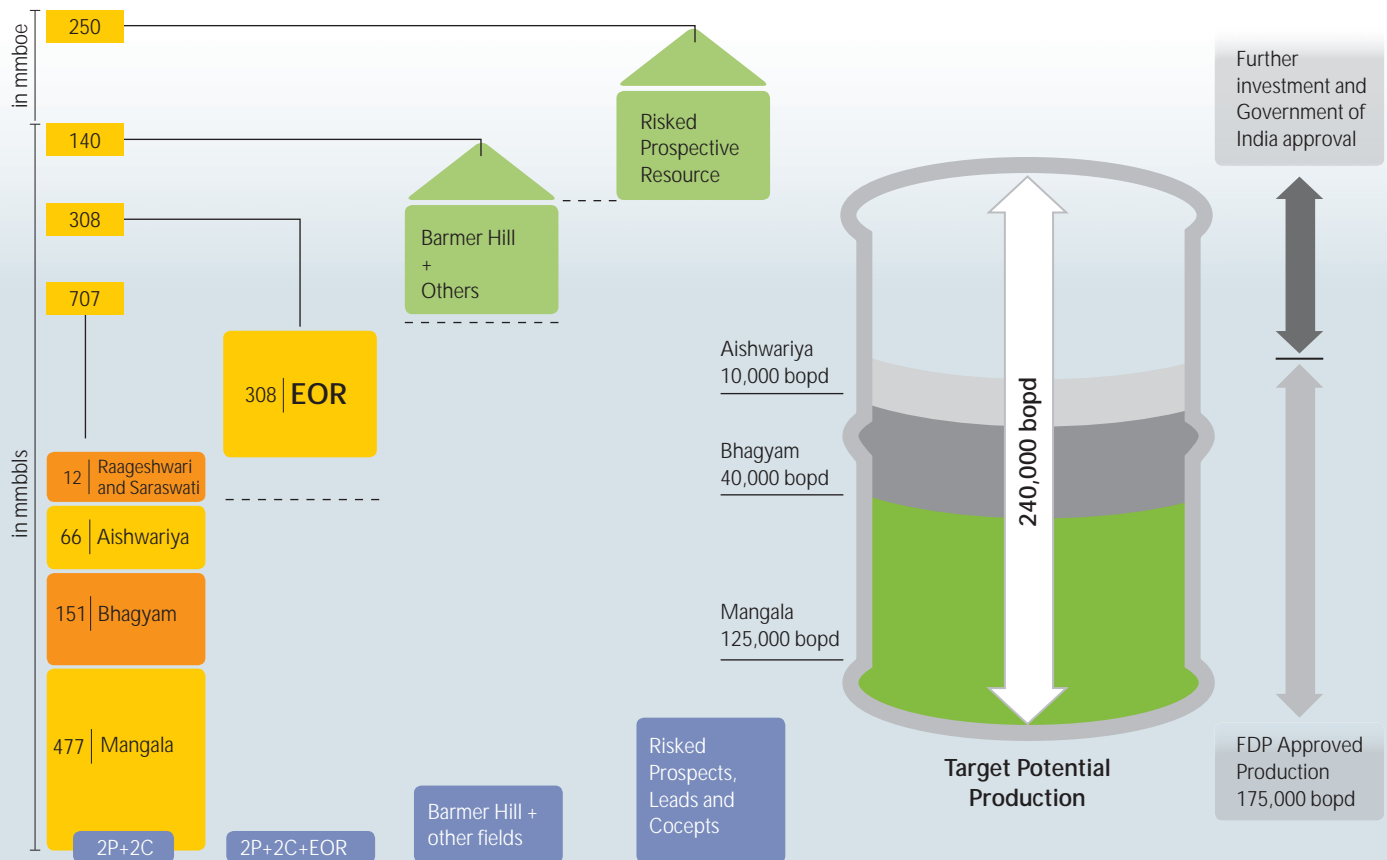 in mmboe
in mmbbls
250
140
308
707
12 | Raageshwari
and Saraswati
66 | Aishwariya
151 | Bhagyam
477 | Mangala
2P+2C
308 | EOR
2P+2C+EOR
Barmer Hill
+
Others
Barmer Hill +
other fields
Risked
Prospective
Resource
Risked
Prospects,
Leads and
Cocepts
Aishwariya
10,000 bopd
Bhagyam
40,000 bopd
Mangala
125,000 bopd
240,000 bopd
Target Potential
Production
Further
investment and
Government of
India approval
FDP Approved
Production
175,000 bopd